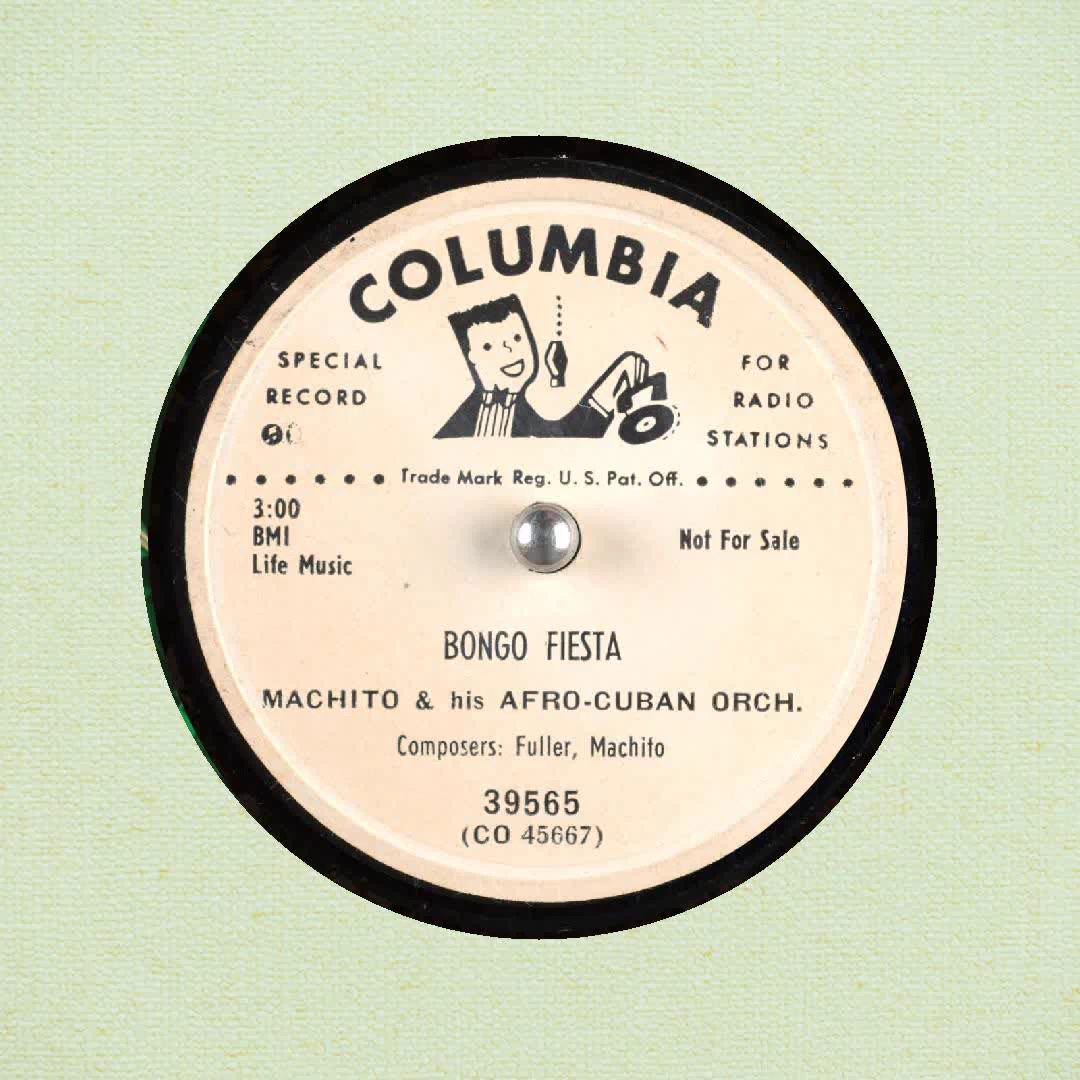 COLUMBIA
SPECIAL
RECORD
FOR
RADIO
STATIONS
Trade Mark Reg. U. S. Pat. Off.
3:00
BMI
Life Music
Not For Sale
BONGO FIESTA
MACHITO & his AFRO-CUBAN ORCH.
Composers: Fuller, Machito
39565
(CO 45667)